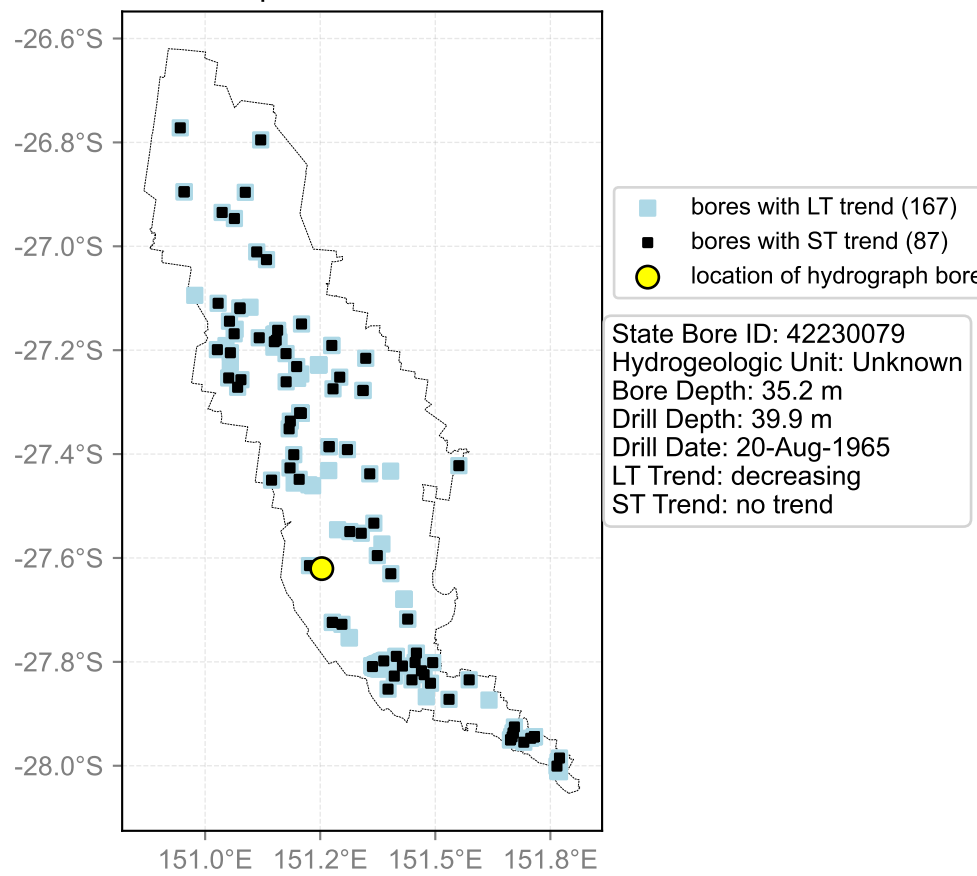 -26.6°S
-26.8°S
-27.0°S
-27.2°S
-27.4°S
-27.6°S
-27.8°S
-28.0°S
151.0°E 151.2°E 151.5°E 151.8°E
bores with LT trend (167)
bores with ST trend (87)
location of hydrograph bore
State Bore ID: 42230079
Hydrogeologic Unit: Unknown
Bore Depth: 35.2 m
Drill Depth: 39.9 m
Drill Date: 20-Aug-1965
LT Trend: decreasing
ST Trend: no trend